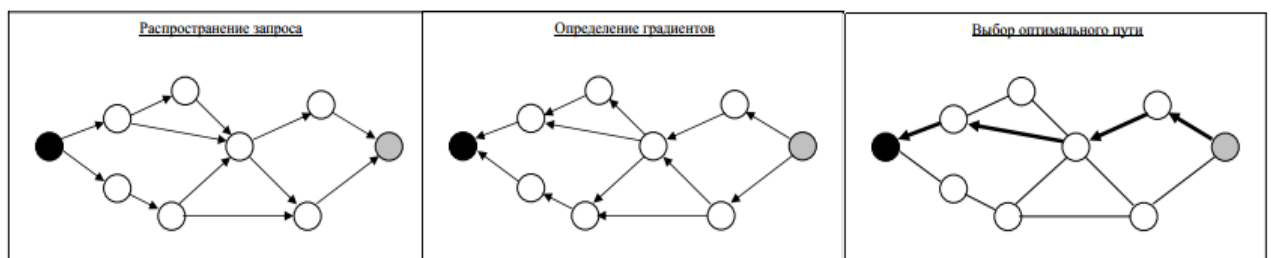 Распространение запроса
Определение градиентов
Выбор оптимального пути